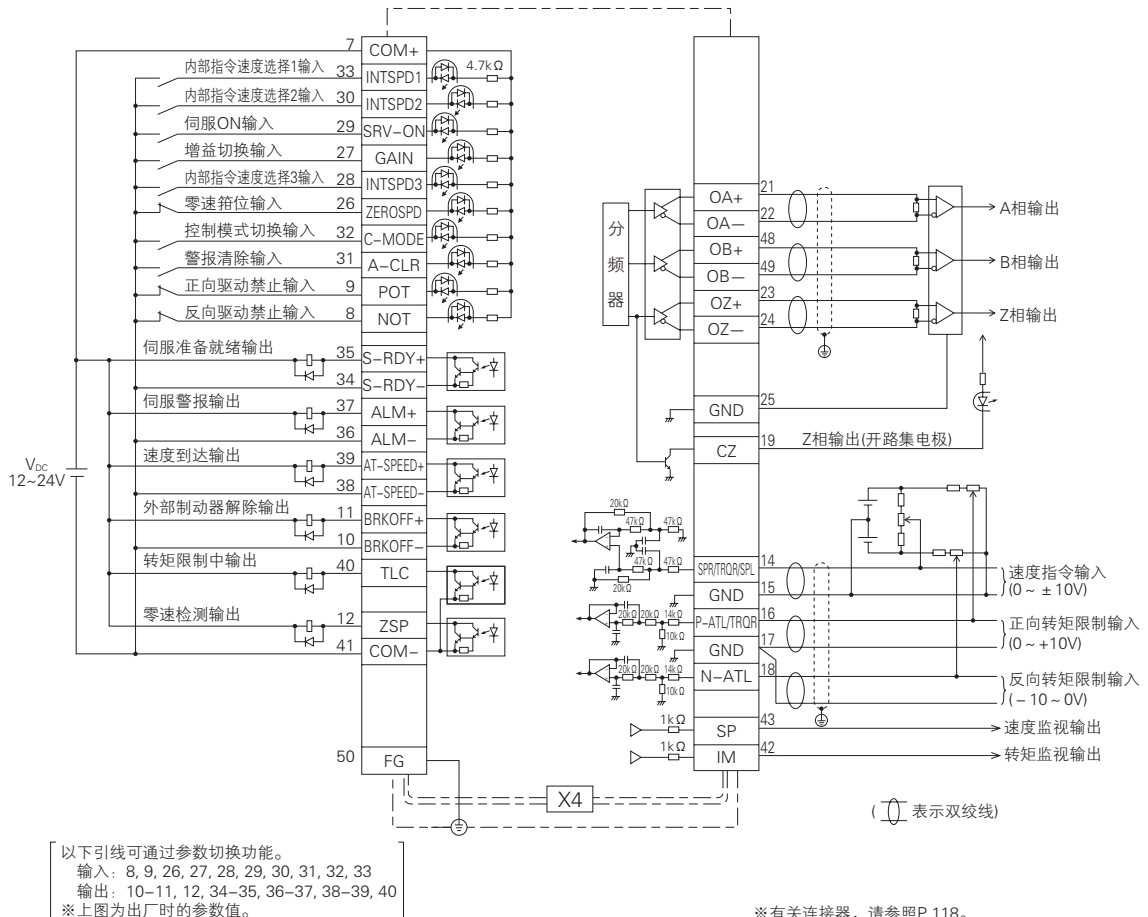 7 COM+
内部指令速度选择1输入 33 INTSPD1 4.7kΩ
内部指令速度选择2输入 30 INTSPD2
伺服ON输入 29 SRV-ON
增益切换输入 27 GAIN
内部指令速度选择3输入 28 INTSPD3
零速箝位输入 26 ZEROSPD
控制模式切换输入 32 C-MODE
警报清除输入 31 A-CLR
正向驱动禁止输入 9 POT
反向驱动禁止输入 8 NOT
伺服准备就绪输出 35 S-RDY+
34 S-RDY-
伺服警报输出 37 ALM+
36 ALM-
速度到达输出 39 AT-SPEED+
38 AT-SPEED-
外部制动器解除输出 11 BRKOFF+
10 BRKOFF-
转矩限制中输出 40 TLC
零速检测输出 12 ZSP
41 COM-
50 FG
VDC
12~24V
X4
分
频
器
OA+ 21
OA- 22
A相输出
OB+ 48
OB- 49
B相输出
OZ+ 23
OZ- 24
Z相输出
GND 25
CZ 19 Z相输出(开路集电极)
20kΩ
47kΩ 47kΩ
47kΩ 47kΩ
20kΩ
SPR/TRQR/SPL 14
速度指令输入
(0~±10V)
GND 15
20kΩ 20kΩ 14kΩ
10kΩ
P-ATL/TRQR 16
正向转矩限制输入
(0~+10V)
GND 17
20kΩ 20kΩ 14kΩ
10kΩ
N-ATL 18
反向转矩限制输入
(-10~0V)
1kΩ SP 43 速度监视输出
1kΩ IM 42 转矩监视输出
( 表示双绞线)
以下引线可通过参数切换功能。
输入：8, 9, 26, 27, 28, 29, 30, 31, 32, 33
输出：10-11, 12, 34-35, 36-37, 38-39, 40
※上图为出厂时的参数值。
※有关连接器，请参照P.118。